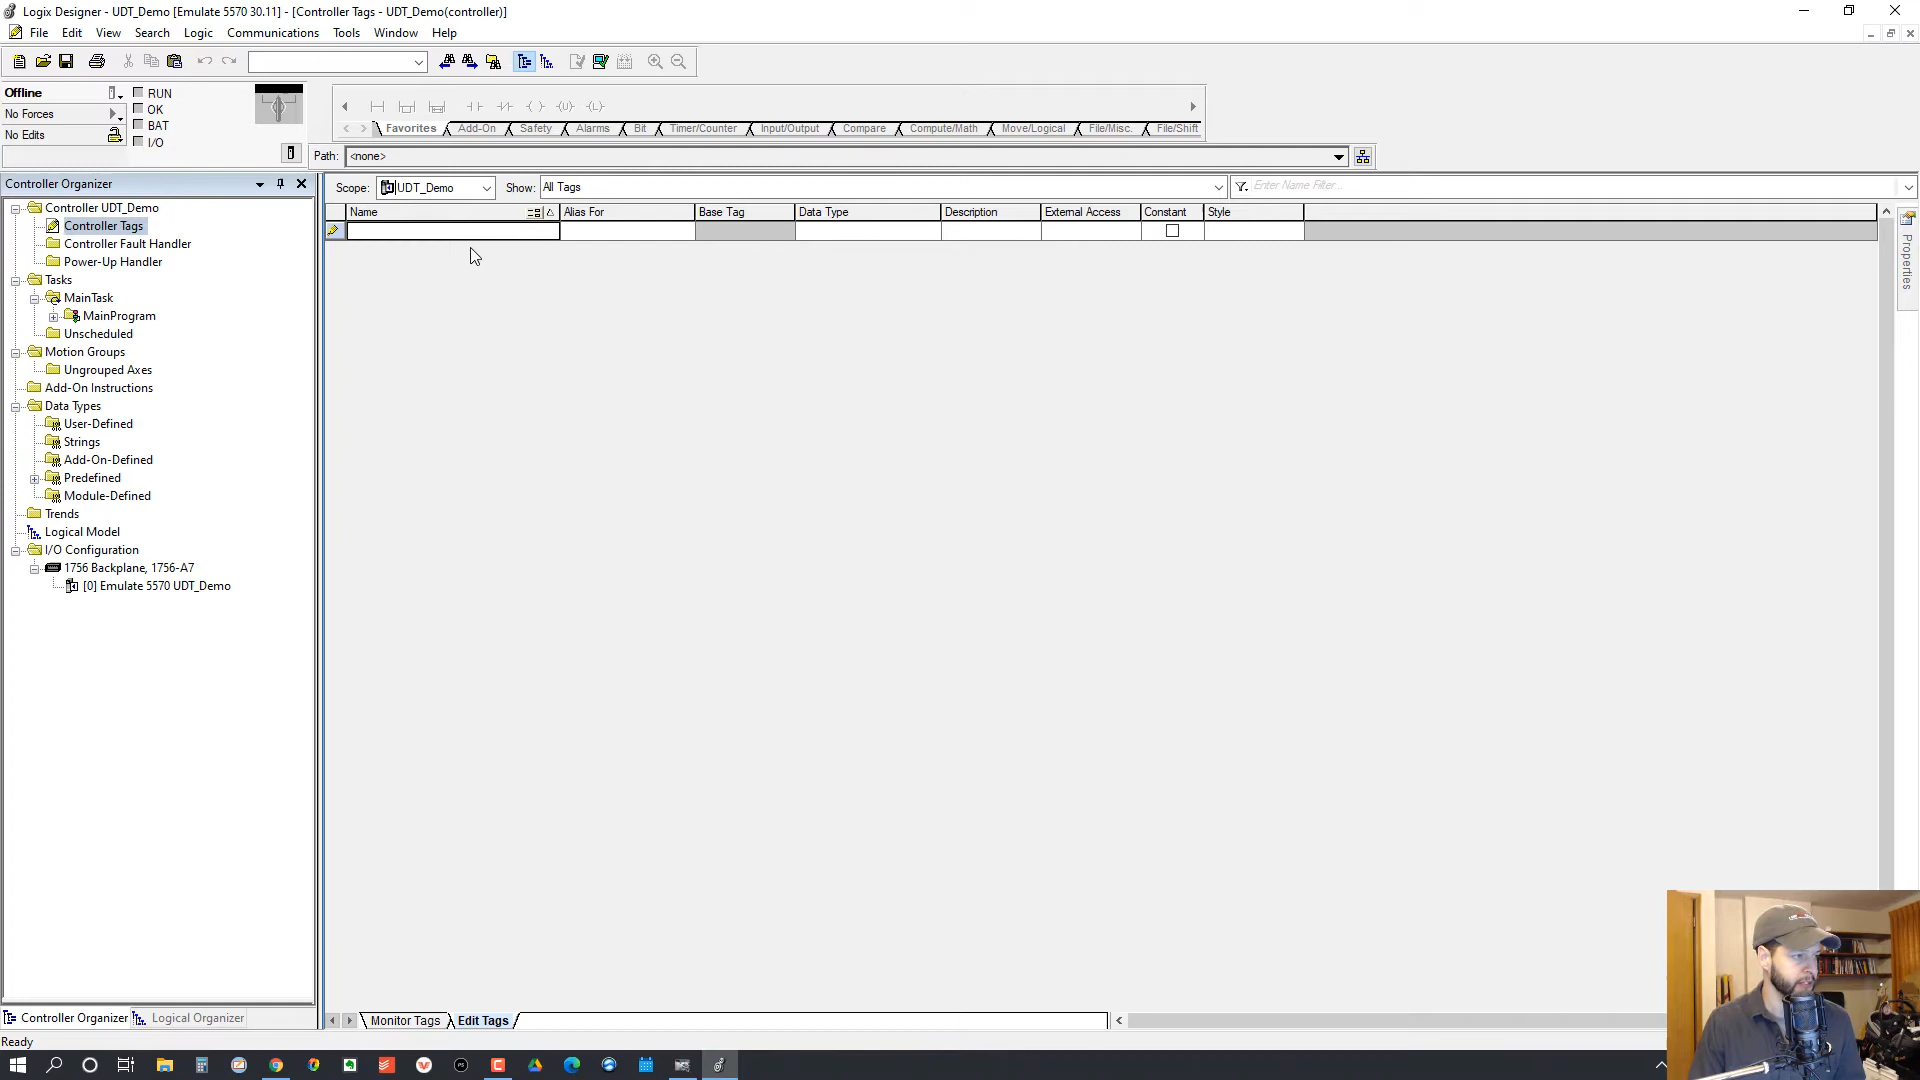 Logix Designer - UDT_Demo [Emulate 5570 30.11] - [Controller Tags - UDT_Demo(controller)]
File Edit View Search Logic Communications Tools Window Help
Offline RUN
No Forces OK
No Edits BAT
I/O
Favorites Add-On Safety Alarms Bit Timer/Counter Input/Output Compare Compute/Math Move/Logical File/Misc. File/Shift
Path: <none>
Controller Organizer
Scope: UDT_Demo Show: All Tags Enter Name Filter...
Name Alias For Base Tag Data Type Description External Access Constant Style
Controller UDT_Demo
Controller Tags
Controller Fault Handler
Power-Up Handler
Tasks
MainTask
MainProgram
Unscheduled
Motion Groups
Ungrouped Axes
Add-On Instructions
Data Types
User-Defined
Strings
Add-On-Defined
Predefined
Module-Defined
Trends
Logical Model
I/O Configuration
1756 Backplane, 1756-A7
[0] Emulate 5570 UDT_Demo
Properties
Controller Organizer Logical Organizer
Monitor Tags Edit Tags
Ready